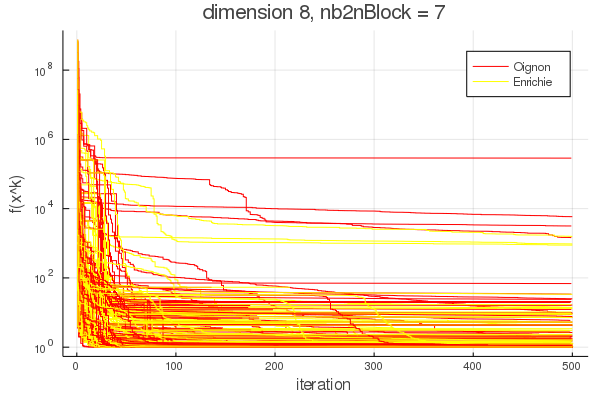 dimension 8, nb2nBlock = 7
Oignon
Enrichie
f(x^k)
10^8
10^6
10^4
10^2
10^0
0 100 200 300 400 500
iteration